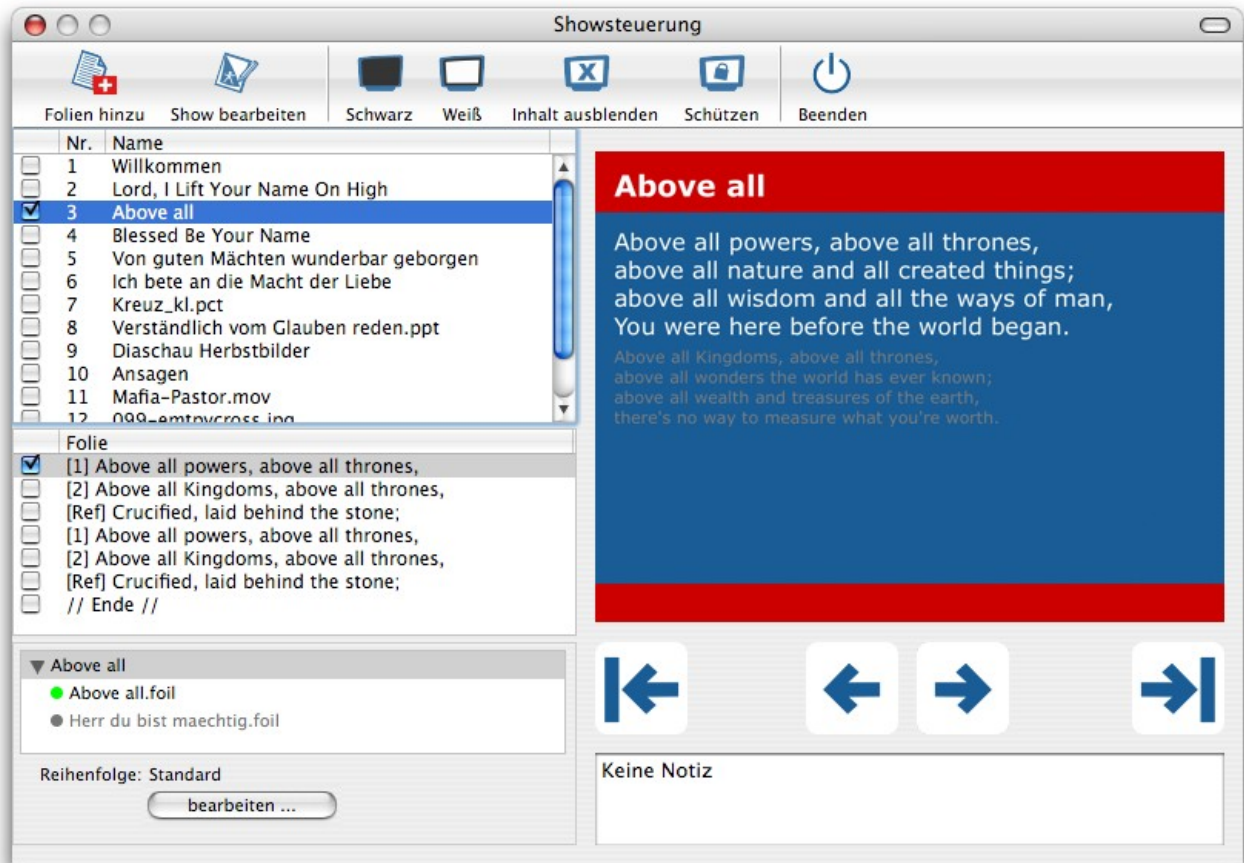 Showsteuerung
Folien hinzu Show bearbeiten Schwarz Weiß Inhalt ausblenden Schützen Beenden
Nr. Name
1 Willkommen
2 Lord, I Lift Your Name On High
3 Above all
4 Blessed Be Your Name
5 Von guten Mächten wunderbar geborgen
6 Ich bete an die Macht der Liebe
7 Kreuz_kl.pct
8 Verständlich vom Glauben reden.ppt
9 Diaschau Herbstbilder
10 Ansagen
11 Mafia-Pastor.mov
12 099-emtpycross.jpg
Folie
[1] Above all powers, above all thrones,
[2] Above all Kingdoms, above all thrones,
[Ref] Crucified, laid behind the stone;
[1] Above all powers, above all thrones,
[2] Above all Kingdoms, above all thrones,
[Ref] Crucified, laid behind the stone;
// Ende //
Above all
Above all.foil
Herr du bist maechtig.foil
Reihenfolge: Standard
bearbeiten ...
Above all
Above all powers, above all thrones,
above all nature and all created things;
above all wisdom and all the ways of man,
You were here before the world began.
Above all Kingdoms, above all thrones,
above all wonders the world has ever known;
above all wealth and treasures of the earth,
there's no way to measure what you're worth.
Keine Notiz